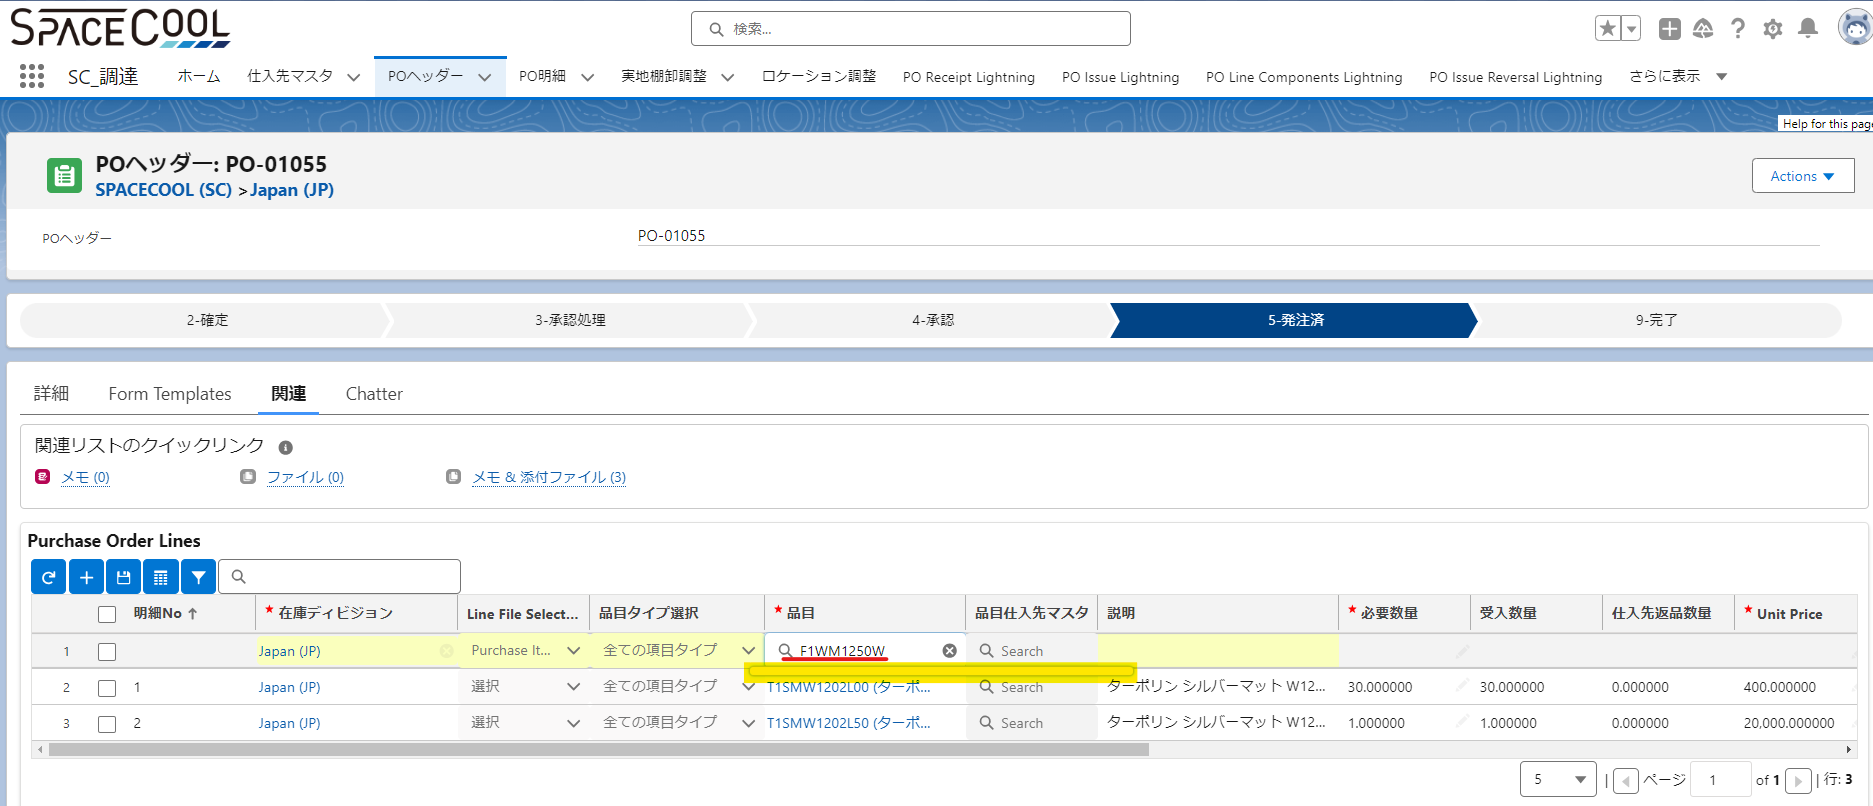 SPACECOOL
検索...
SC_調達
ホーム
仕入先マスタ
POヘッダー
PO明細
実地棚卸調整
ロケーション調整
PO Receipt Lightning
PO Issue Lightning
PO Line Components Lightning
PO Issue Reversal Lightning
さらに表示
Help for this page
POヘッダー: PO-01055
SPACECOOL (SC) >Japan (JP)
Actions
POヘッダー
PO-01055
2-確定
3-承認処理
4-承認
5-発注済
9-完了
詳細
Form Templates
関連
Chatter
関連リストのクイックリンク
メモ (0)
ファイル (0)
メモ & 添付ファイル (3)
Purchase Order Lines
明細No ↑ * 在庫ディビジョン Line File Select... 品目タイプ選択 * 品目 品目仕入先マスタ 説明 * 必要数量 受入数量 仕入先返品数量 * Unit Price
1 Japan (JP) Purchase It... 全ての項目タイプ F1WM1250W Search
2 1 Japan (JP) 選択 全ての項目タイプ T1SMW1202L00 (ターポ... Search ターポリン シルバーマット W12... 30.000000 30.000000 0.000000 400.000000
3 2 Japan (JP) 選択 全ての項目タイプ T1SMW1202L50 (ターポ... Search ターポリン シルバーマット W12... 1.000000 1.000000 0.000000 20,000.000000
5 | ページ 1 of 1 | 行: 3